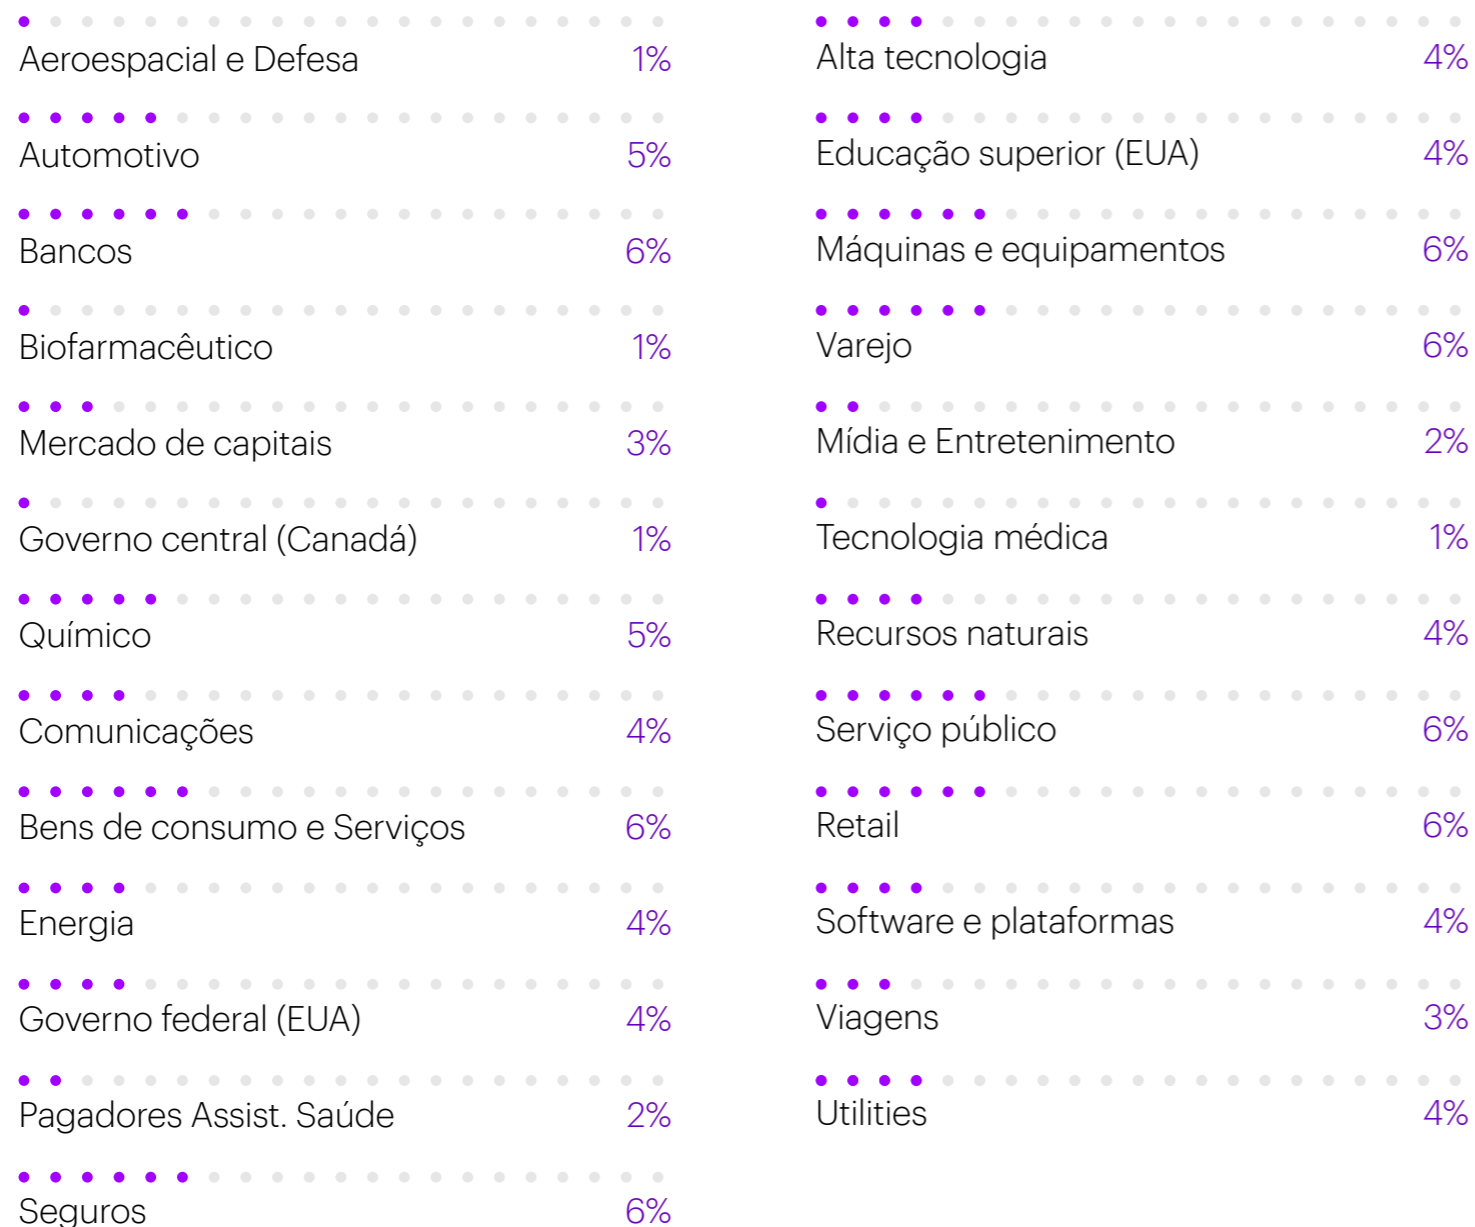 Aeroespacial e Defesa 1%
Automotivo 5%
Bancos 6%
Biofarmacêutico 1%
Mercado de capitais 3%
Governo central (Canadá) 1%
Químico 5%
Comunicações 4%
Bens de consumo e Serviços 6%
Energia 4%
Governo federal (EUA) 4%
Pagadores Assist. Saúde 2%
Seguros 6%
Alta tecnologia 4%
Educação superior (EUA) 4%
Máquinas e equipamentos 6%
Varejo 6%
Mídia e Entretenimento 2%
Tecnologia médica 1%
Recursos naturais 4%
Serviço público 6%
Retail 6%
Software e plataformas 4%
Viagens 3%
Utilities 4%